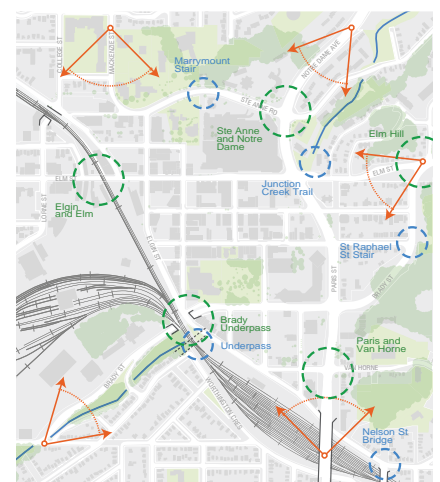 COLLEGE ST
MACKENZIE ST
NOTRE DAME AVE
Marrymount
Stair
STE ANNE RD
Ste Anne
and Notre
Dame
Elm Hill
ELM ST
ELM ST
Junction
Creek Trail
Elgin
and Elm
LORNE ST
ELGIN ST
St Raphael
St Stair
PARIS ST
BRADY ST
Brady
Underpass
Underpass
Paris and
Van Horne
VAN HORNE
BRADY ST
WORTHINGTON CRES
Nelson St
Bridge